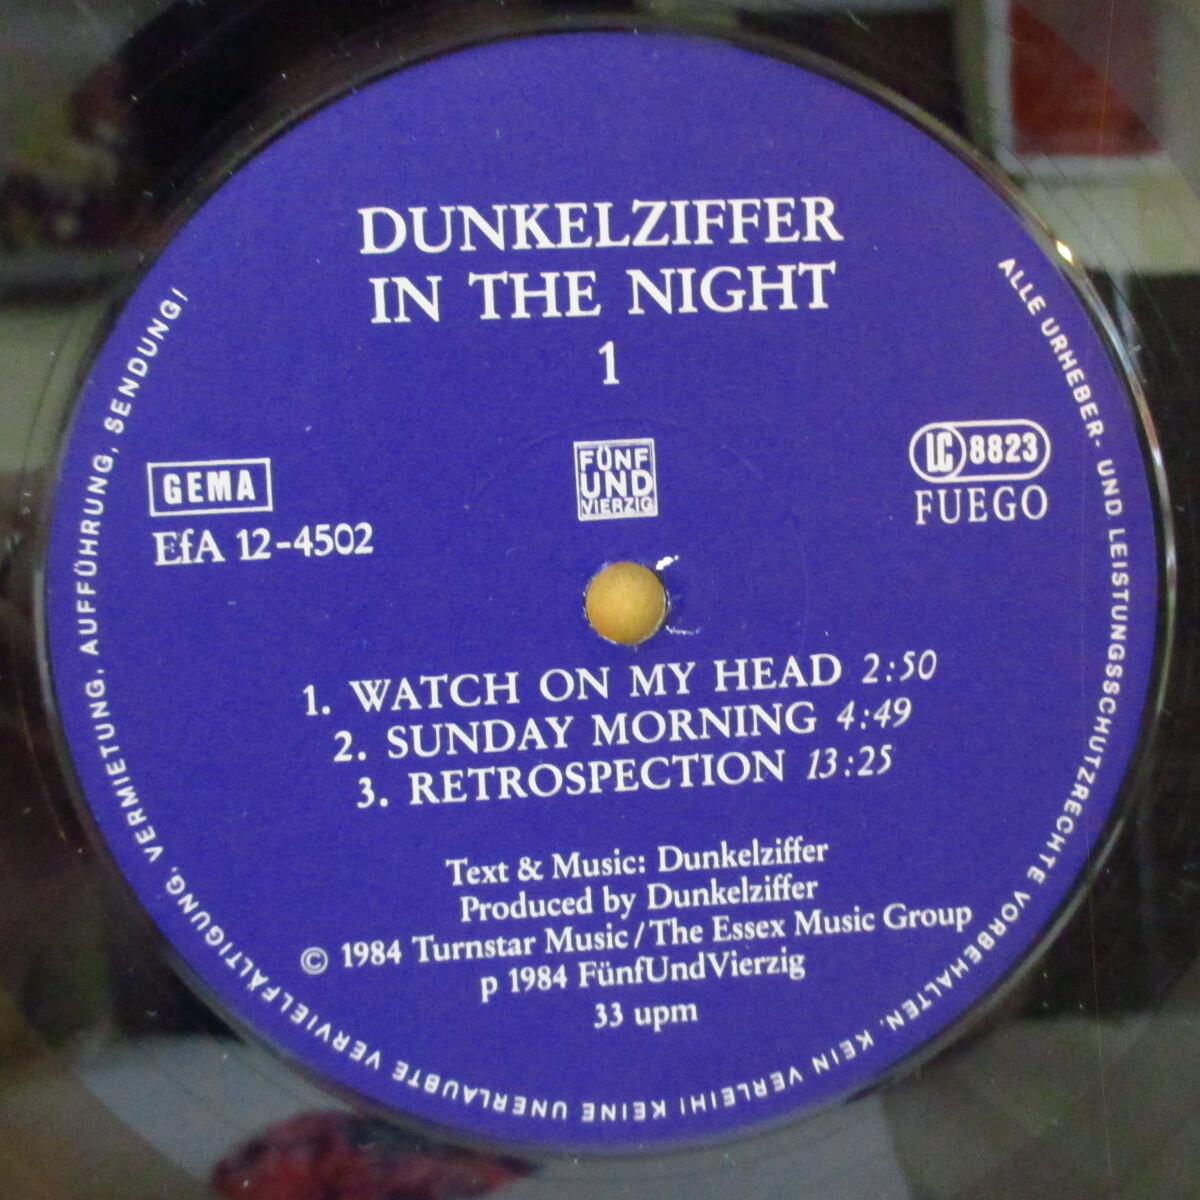 DUNKELZIFFER
IN THE NIGHT
1
GEMA
EfA 12-4502
FÜNF
UND
VIERZIG
LC 8823
FUEGO
1. WATCH ON MY HEAD 2:50
2. SUNDAY MORNING 4:49
3. RETROSPECTION 13:25
Text & Music: Dunkelziffer
Produced by Dunkelziffer
© 1984 Turnstar Music/The Essex Music Group
p 1984 FünfUndVierzig
33 upm
ALLE URHEBER- UND LEISTUNGSSCHUTZRECHTE VORBEHALTEN. KEIN VERLEIH! KEINE UNERLAUBTE VERVIELFÄLTIGUNG, VERMIETUNG, AUFFÜHRUNG, SENDUNG!